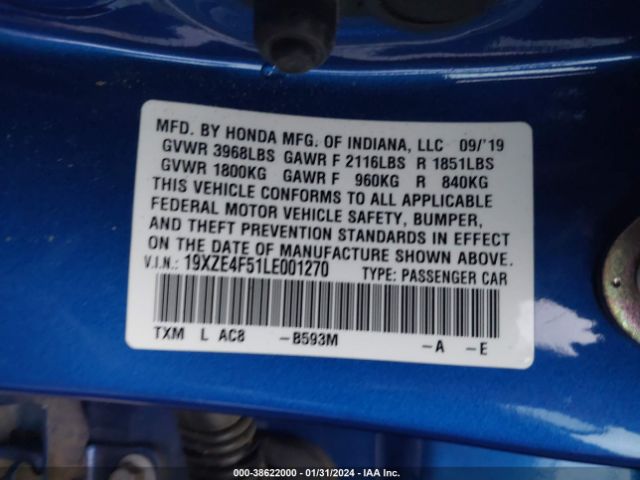 MFD. BY HONDA MFG. OF INDIANA, LLC 09/'19
GVWR 3968LBS GAWR F 2116LBS R 1851LBS
GVWR 1800KG GAWR F 960KG R 840KG
THIS VEHICLE CONFORMS TO ALL APPLICABLE
FEDERAL MOTOR VEHICLE SAFETY, BUMPER,
AND THEFT PREVENTION STANDARDS IN EFFECT
ON THE DATE OF MANUFACTURE SHOWN ABOVE.
V.I.N.: 19XZE4F51LE001270 TYPE: PASSENGER CAR
TXM L AC8 -B593M -A -E
000-38622000 - 01/31/2024 - IAA Inc.